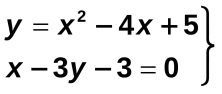 y = x² − 4x + 5
x − 3y − 3 = 0